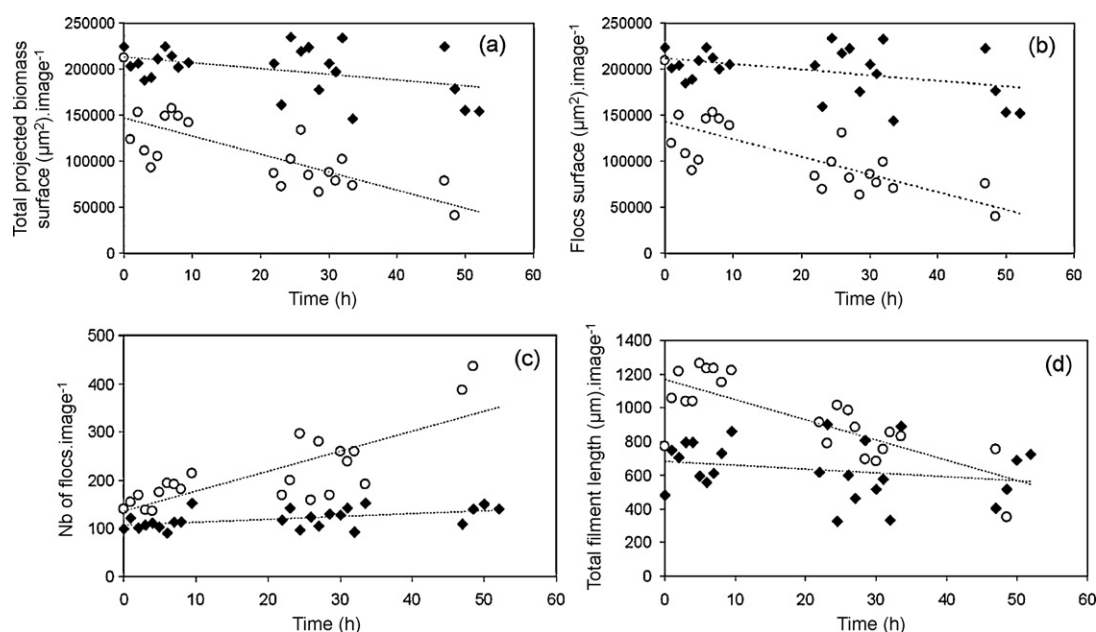 Total projected biomass
surface (µm²).image⁻¹
250000
200000
150000
100000
50000
0
(a)
0 10 20 30 40 50 60
Time (h)
Flocs surface (µm²).image⁻¹
250000
200000
150000
100000
50000
0
(b)
0 10 20 30 40 50 60
Time (h)
Nb of flocs.image⁻¹
500
400
300
200
100
0
(c)
0 10 20 30 40 50 60
Time (h)
Total filment length (µm).image⁻¹
1400
1200
1000
800
600
400
200
0
(d)
0 10 20 30 40 50 60
Time (h)